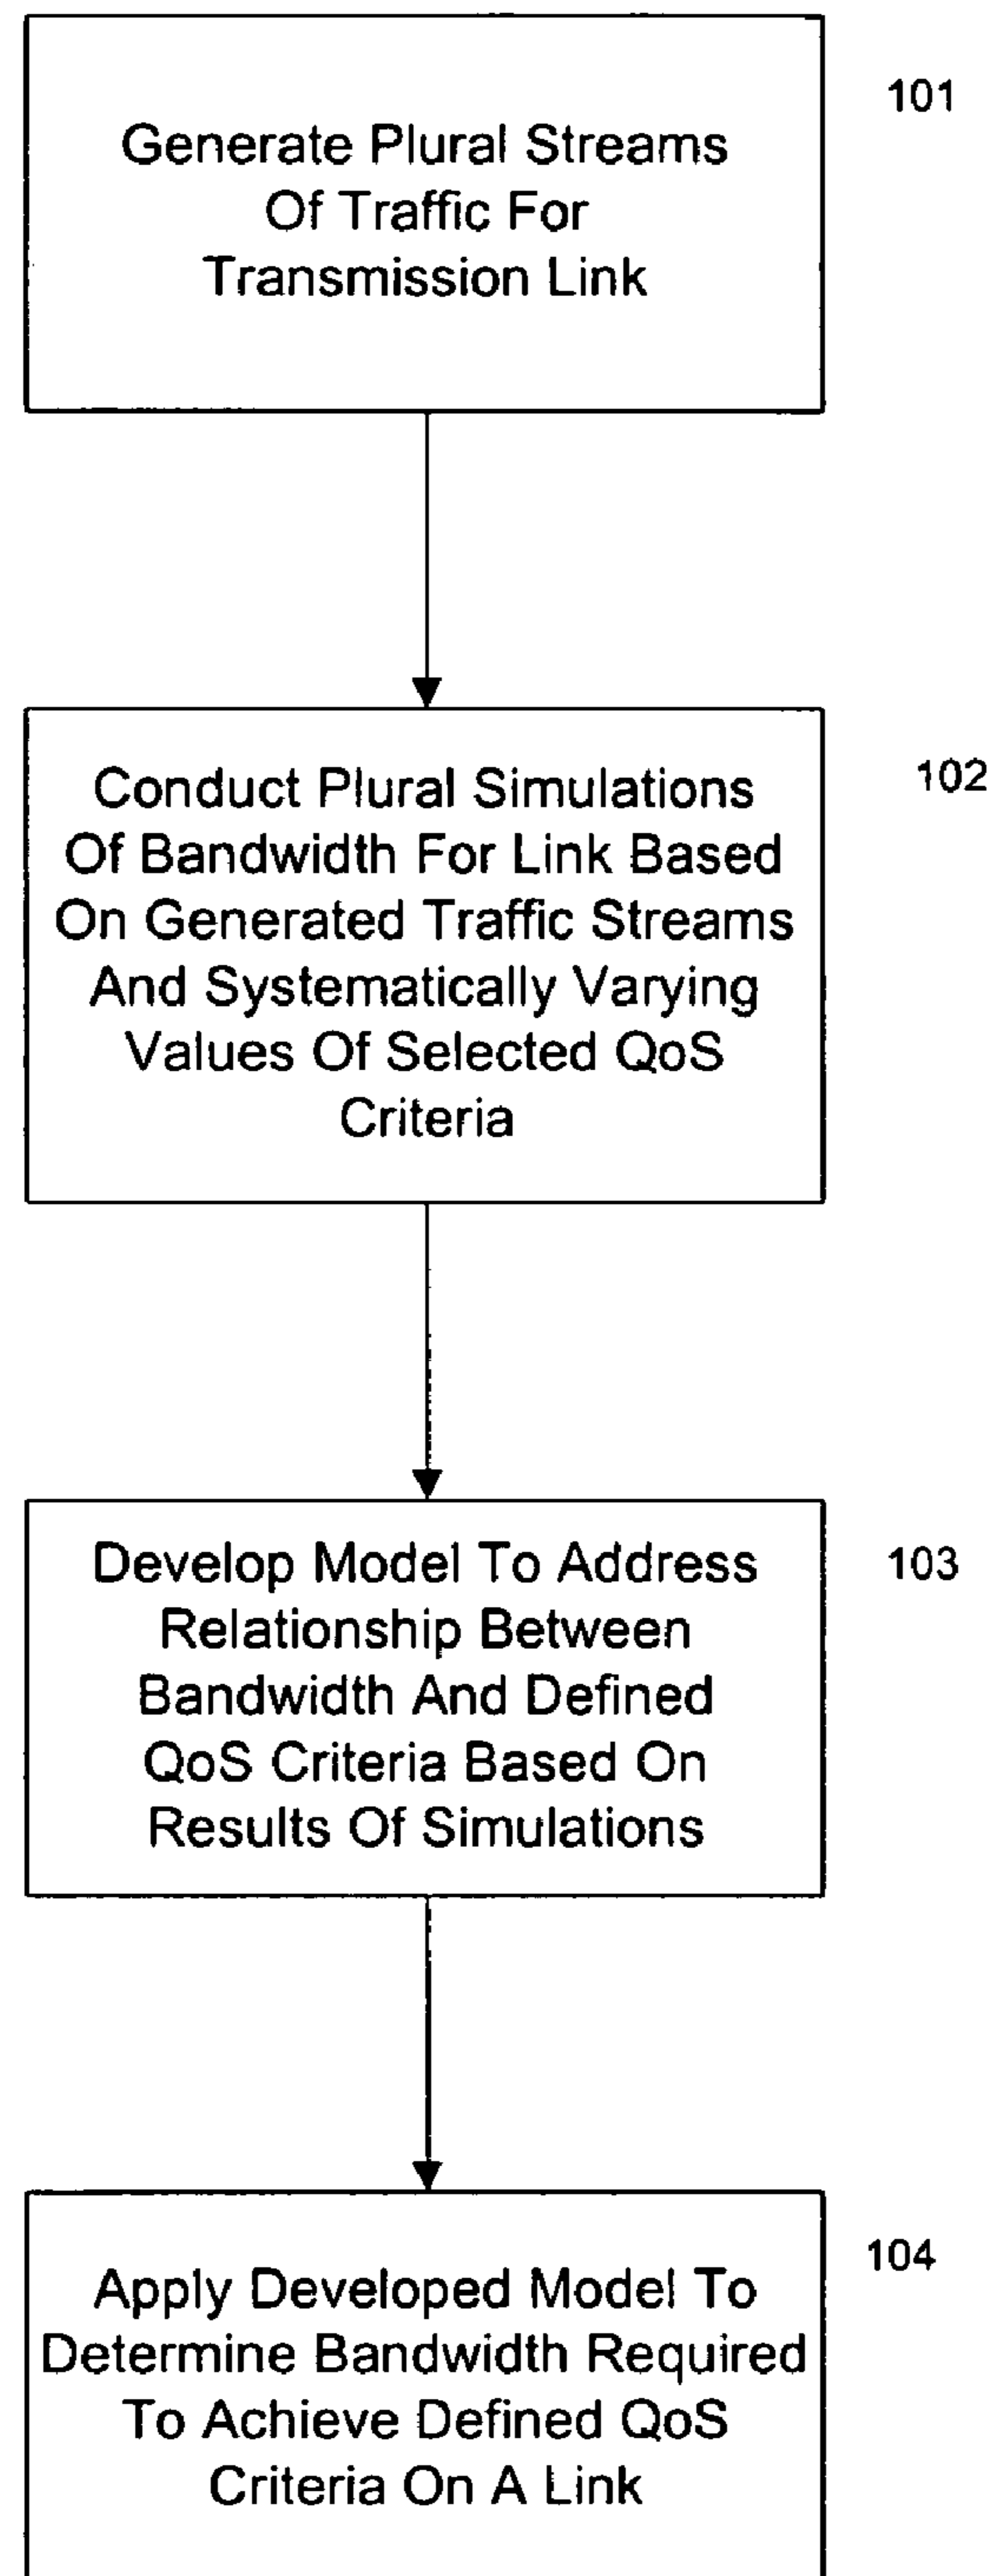 Generate Plural Streams
Of Traffic For
Transmission Link
101
Conduct Plural Simulations
Of Bandwidth For Link Based
On Generated Traffic Streams
And Systematically Varying
Values Of Selected QoS
Criteria
102
Develop Model To Address
Relationship Between
Bandwidth And Defined
QoS Criteria Based On
Results Of Simulations
103
Apply Developed Model To
Determine Bandwidth Required
To Achieve Defined QoS
Criteria On A Link
104